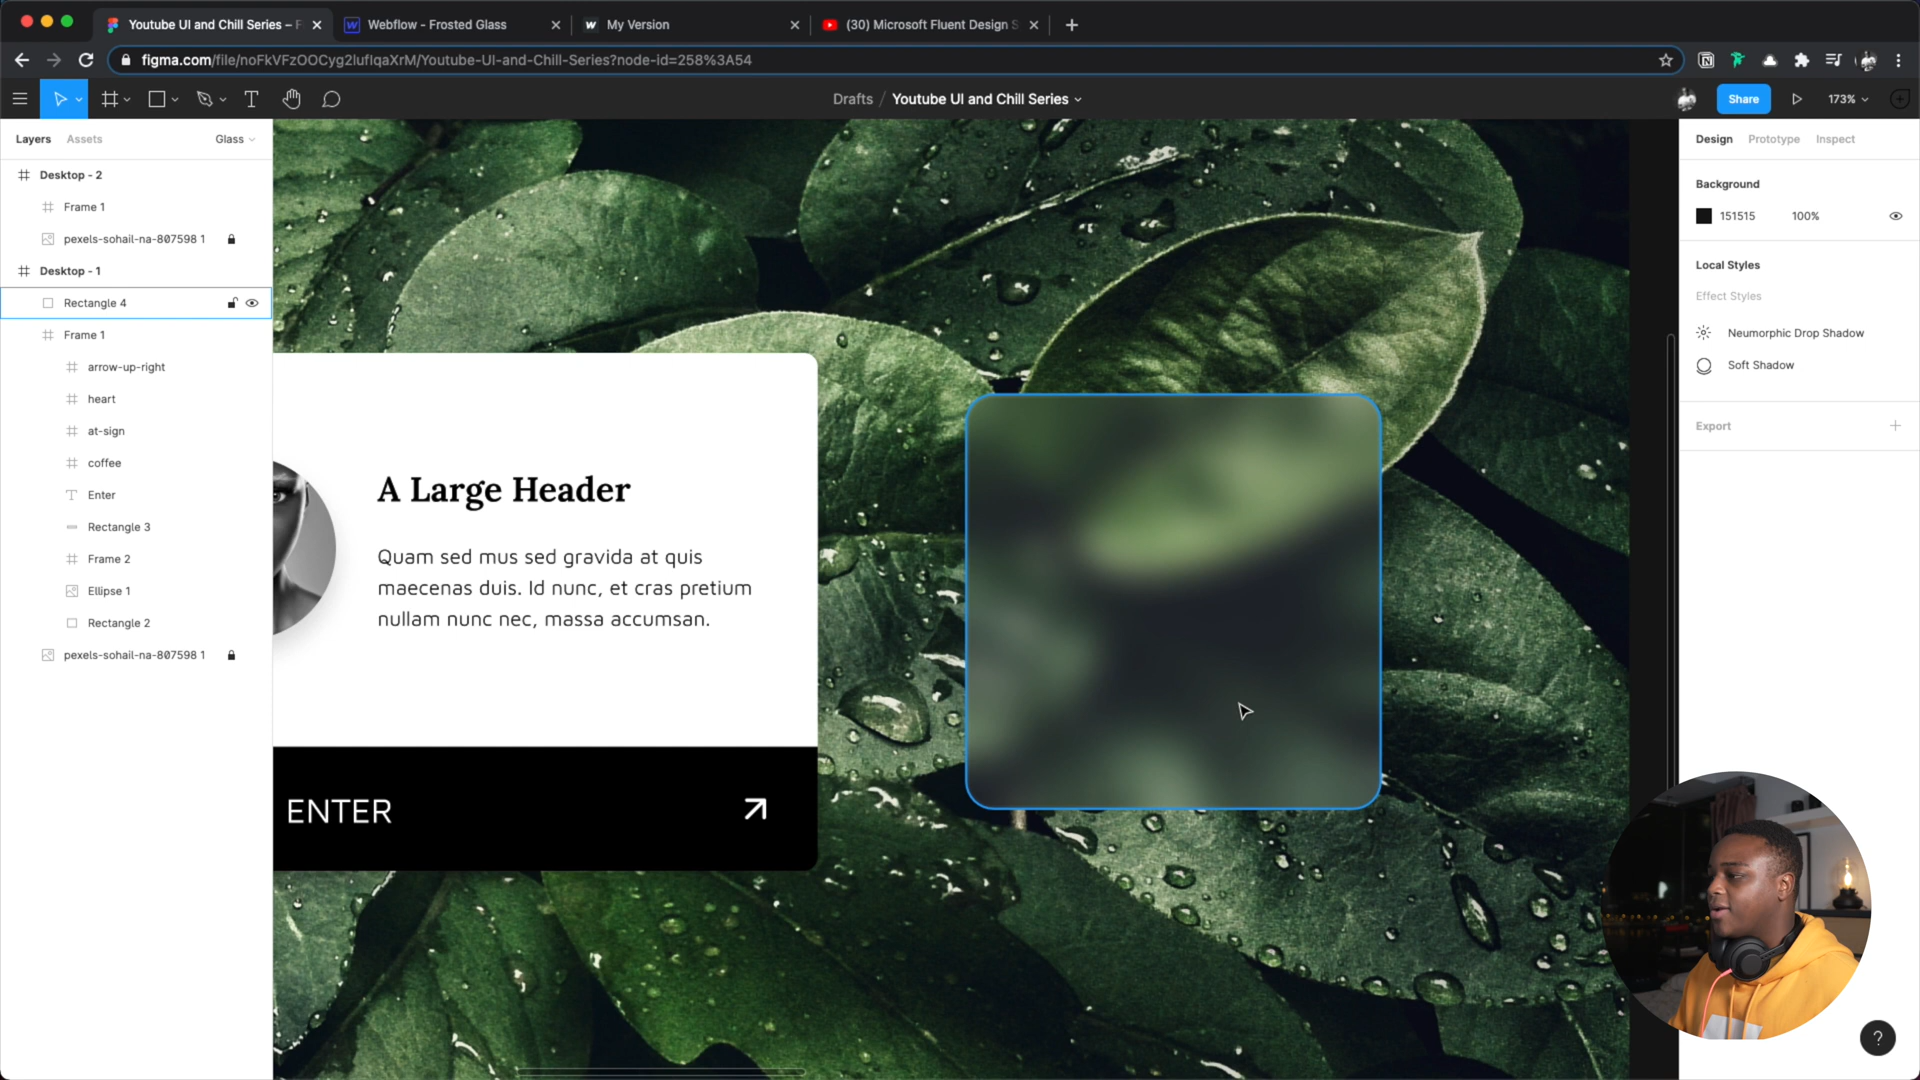 Youtube UI and Chill Series – F
Webflow - Frosted Glass
My Version
(30) Microsoft Fluent Design S
figma.com/file/noFkVFzOOCyg2lufIqaXrM/Youtube-UI-and-Chill-Series?node-id=258%3A54
Drafts / Youtube UI and Chill Series
Share
173%
Layers
Assets
Glass
Desktop - 2
Frame 1
pexels-sohail-na-807598 1
Desktop - 1
Rectangle 4
Frame 1
arrow-up-right
heart
at-sign
coffee
Enter
Rectangle 3
Frame 2
Ellipse 1
Rectangle 2
pexels-sohail-na-807598 1
A Large Header
Quam sed mus sed gravida at quis
maecenas duis. Id nunc, et cras pretium
nullam nunc nec, massa accumsan.
ENTER
Design
Prototype
Inspect
Background
151515
100%
Local Styles
Effect Styles
Neumorphic Drop Shadow
Soft Shadow
Export
?